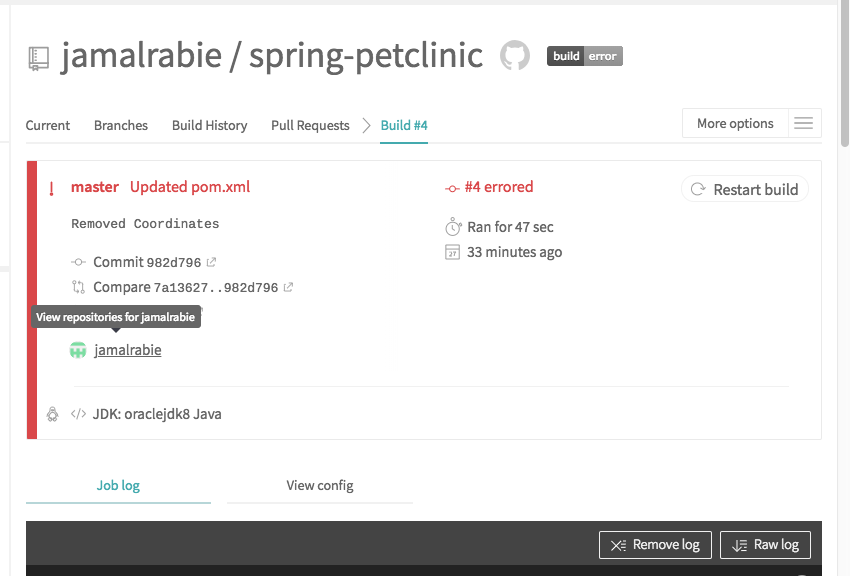 jamalrabie / spring-petclinic build error
Current Branches Build History Pull Requests Build #4 More options
! master Updated pom.xml #4 errored Restart build
Removed Coordinates Ran for 47 sec
Commit 982d796 33 minutes ago
Compare 7a13627..982d796
View repositories for jamalrabie
jamalrabie
</> JDK: oraclejdk8 Java
Job log View config
Remove log Raw log